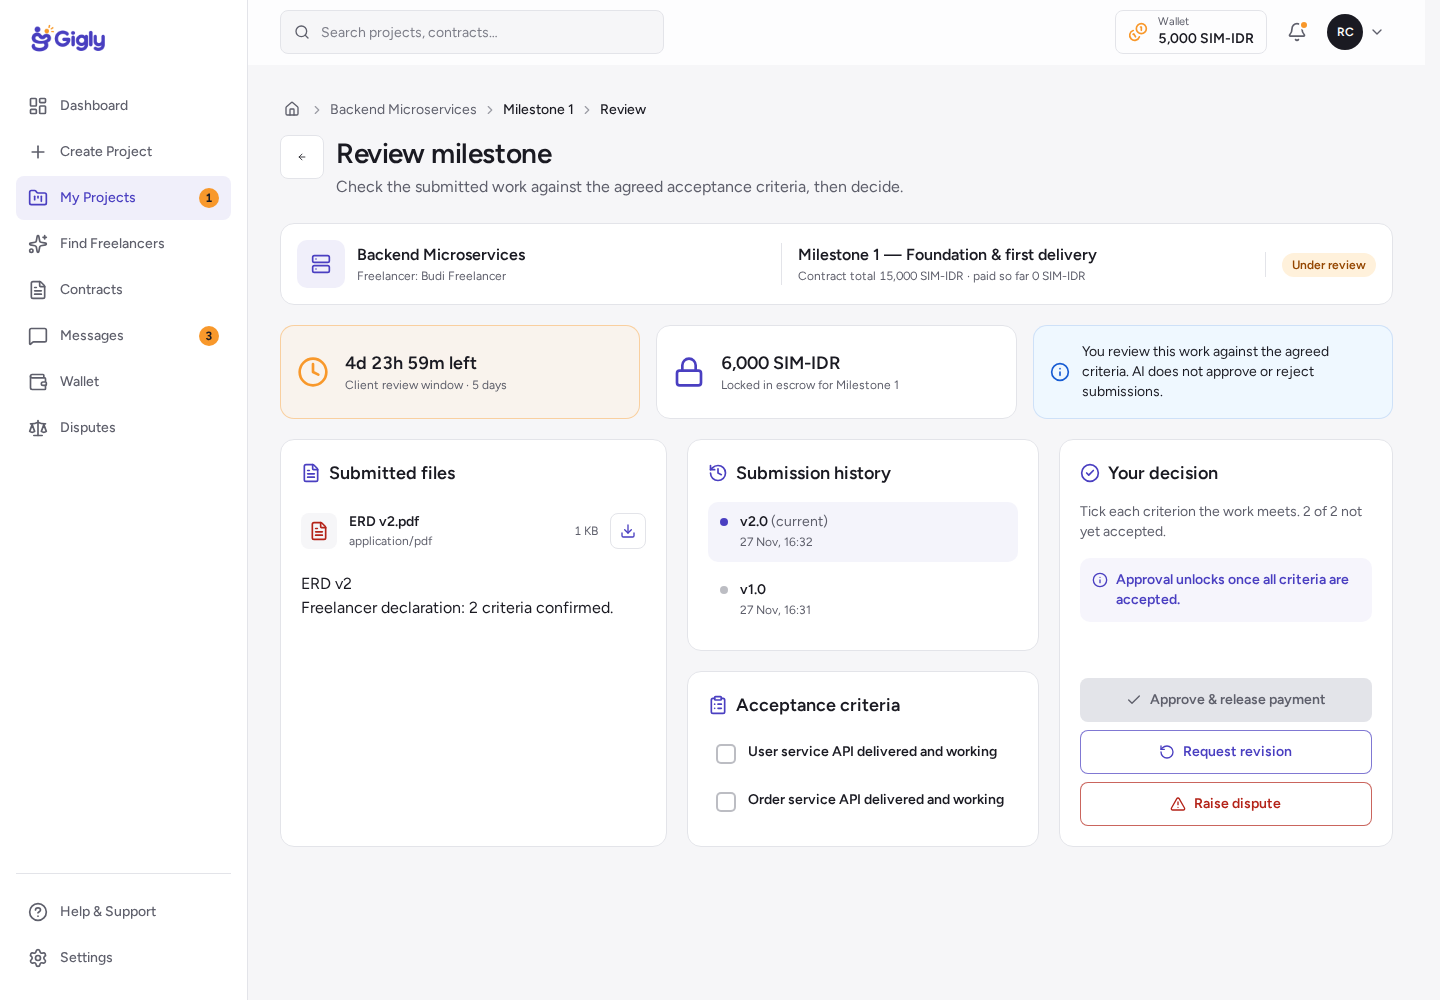 Gigly
Dashboard
Create Project
My Projects
1
Find Freelancers
Contracts
Messages
3
Wallet
Disputes
Help & Support
Settings
Search projects, contracts...
Wallet
5,000 SIM-IDR
RC
Backend Microservices
Milestone 1
Review
Review milestone
Check the submitted work against the agreed acceptance criteria, then decide.
Backend Microservices
Freelancer: Budi Freelancer
Milestone 1 — Foundation & first delivery
Contract total 15,000 SIM-IDR · paid so far 0 SIM-IDR
Under review
4d 23h 59m left
Client review window · 5 days
6,000 SIM-IDR
Locked in escrow for Milestone 1
You review this work against the agreed
criteria. AI does not approve or reject
submissions.
Submitted files
ERD v2.pdf
application/pdf
1 KB
ERD v2
Freelancer declaration: 2 criteria confirmed.
Submission history
v2.0 (current)
27 Nov, 16:32
v1.0
27 Nov, 16:31
Acceptance criteria
User service API delivered and working
Order service API delivered and working
Your decision
Tick each criterion the work meets. 2 of 2 not
yet accepted.
Approval unlocks once all criteria are
accepted.
Approve & release payment
Request revision
Raise dispute